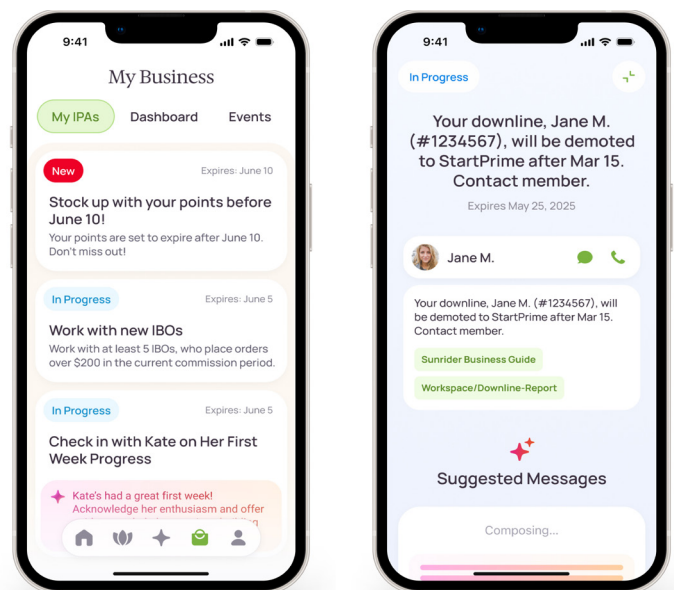 9:41
My Business
My IPAs
Dashboard
Events
New
Expires: June 10
Stock up with your points before
June 10!
Your points are set to expire after June 10.
Don't miss out!
In Progress
Expires: June 5
Work with new IBOs
Work with at least 5 IBOs, who place orders
over $200 in the current commission period.
In Progress
Expires: June 5
Check in with Kate on Her First
Week Progress
Kate's had a great first week!
Acknowledge her enthusiasm and offer
9:41
In Progress
Your downline, Jane M.
(#1234567), will be demoted
to StartPrime after Mar 15.
Contact member.
Expires May 25, 2025
Jane M.
Your downline, Jane M. (#1234567), will
be demoted to StartPrime after Mar 15.
Contact member.
Sunrider Business Guide
Workspace/Downline-Report
Suggested Messages
Composing...